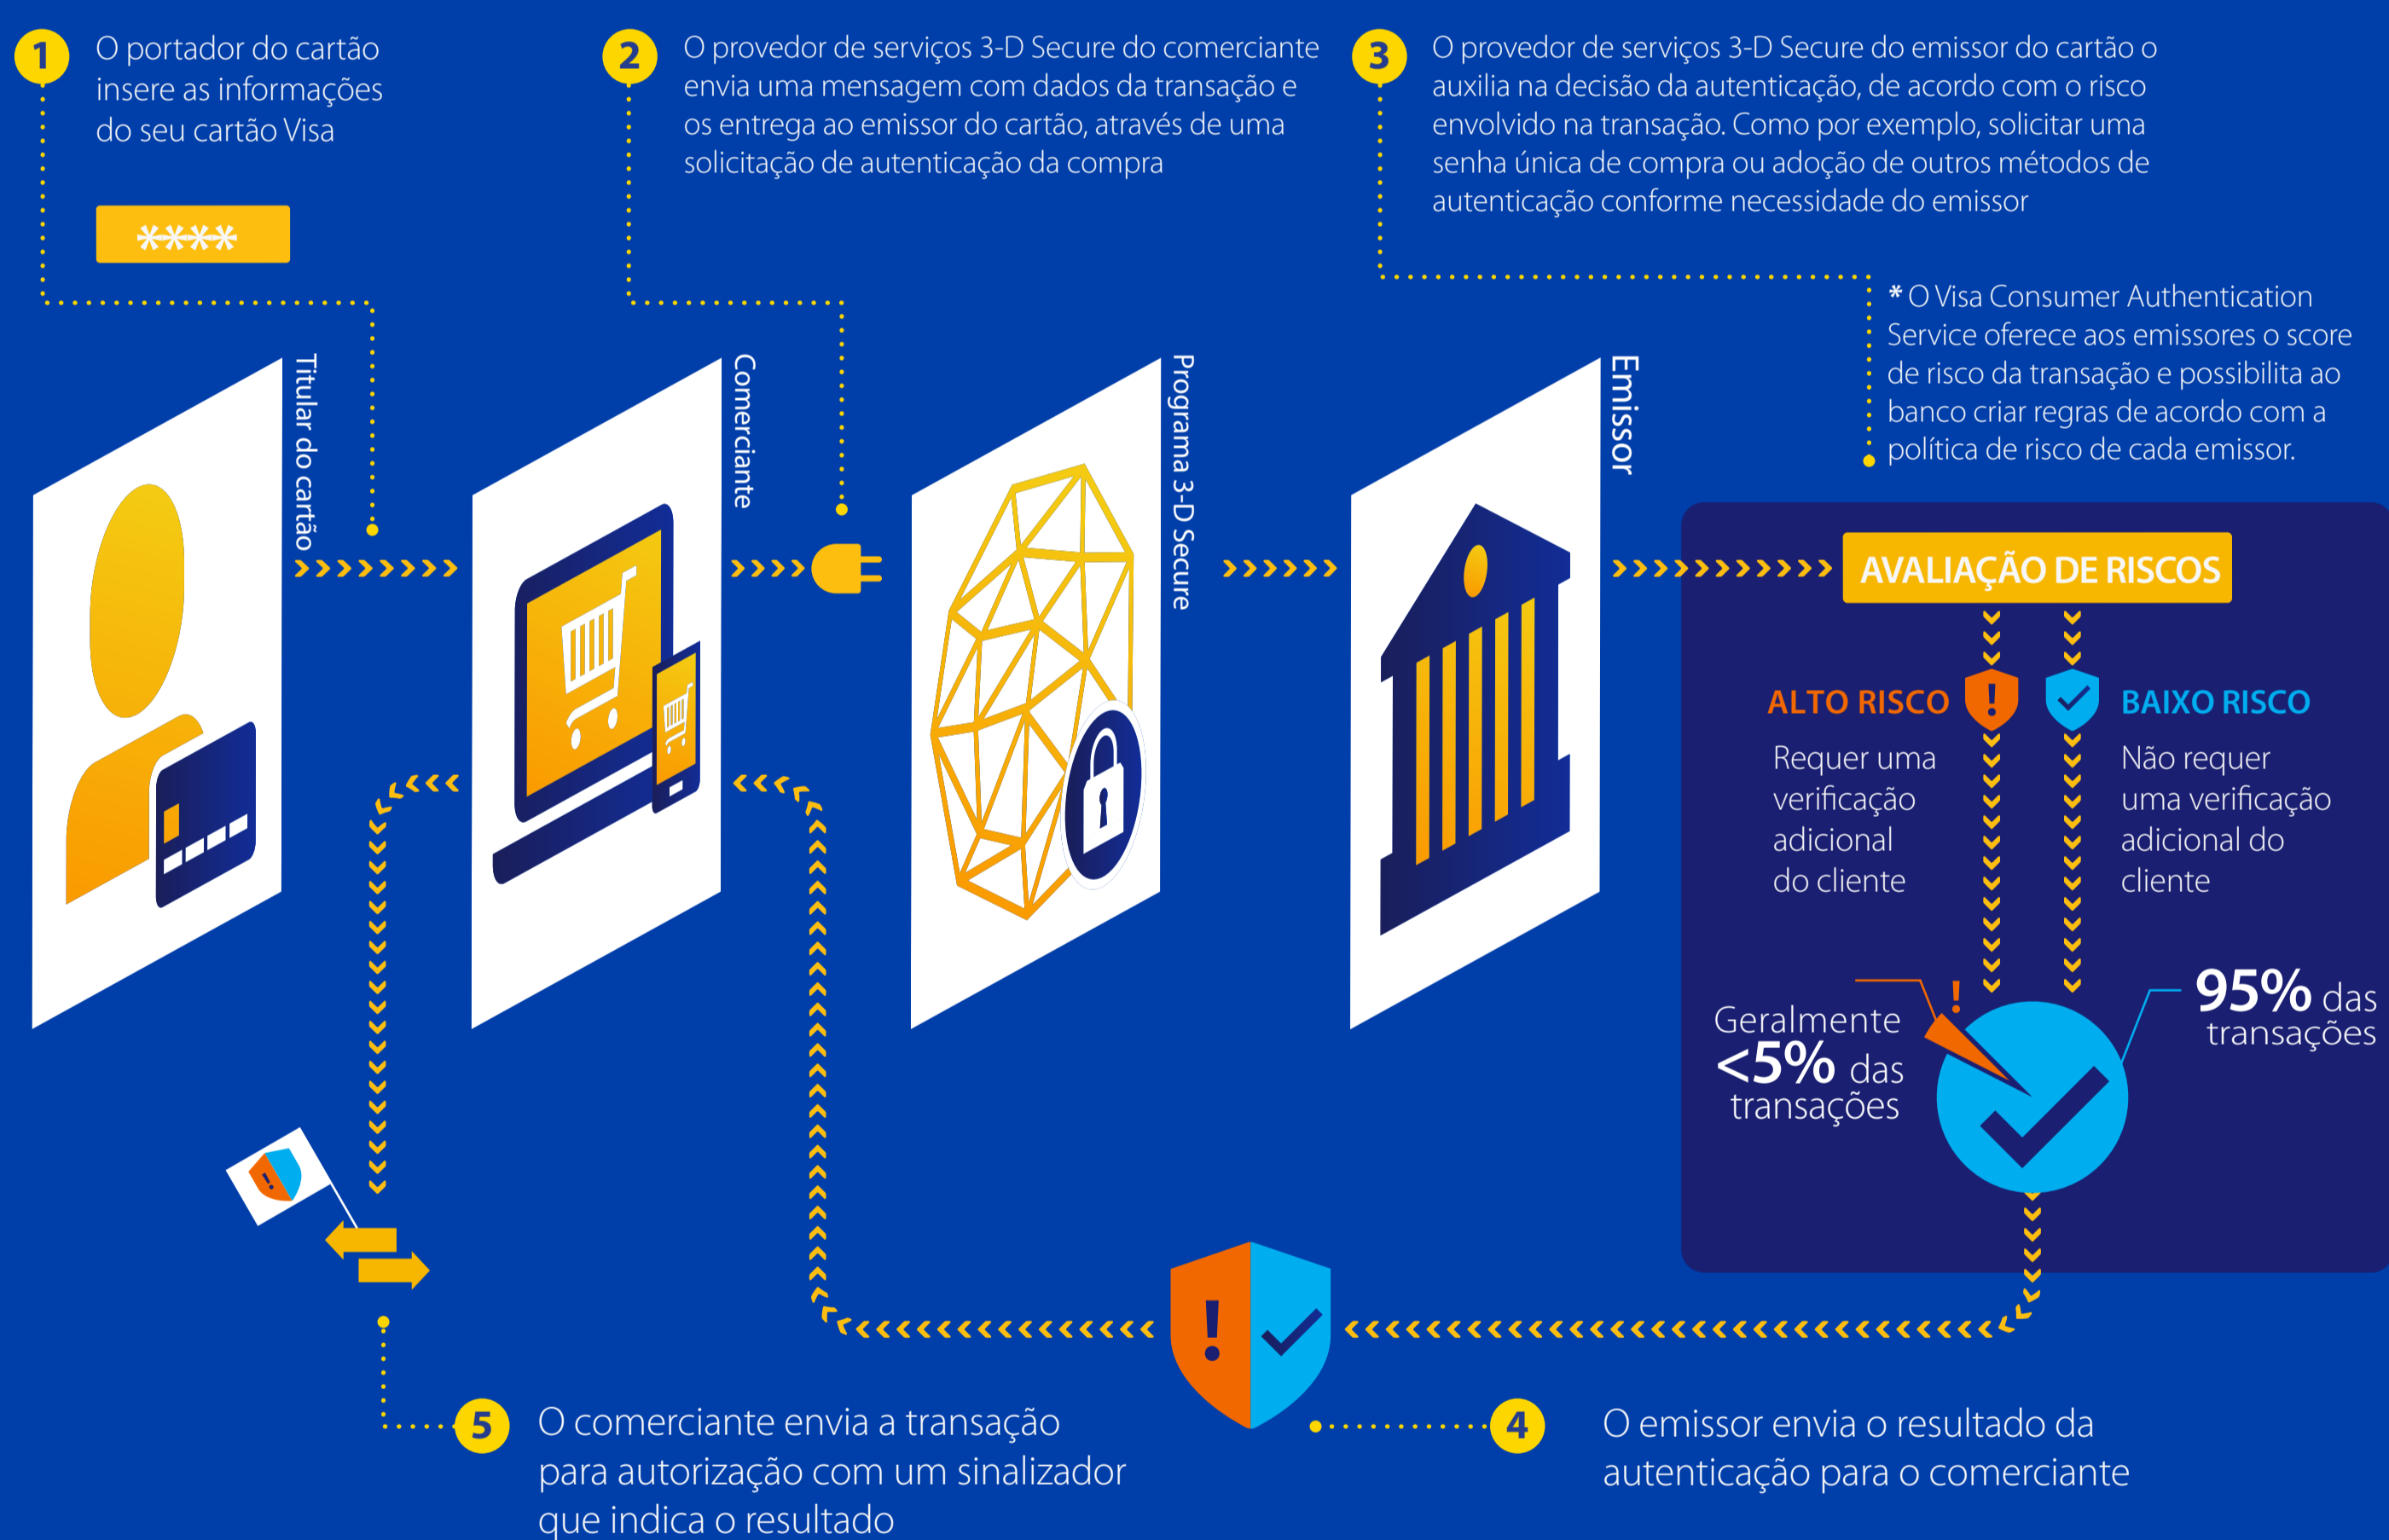 1
O portador do cartão
insere as informações
do seu cartão Visa
****
2
O provedor de serviços 3-D Secure do comerciante
envia uma mensagem com dados da transação e
os entrega ao emissor do cartão, através de uma
solicitação de autenticação da compra
3
O provedor de serviços 3-D Secure do emissor do cartão o
auxilia na decisão da autenticação, de acordo com o risco
envolvido na transação. Como por exemplo, solicitar uma
senha única de compra ou adoção de outros métodos de
autenticação conforme necessidade do emissor
* O Visa Consumer Authentication
Service oferece aos emissores o score
de risco da transação e possibilita ao
banco criar regras de acordo com a
política de risco de cada emissor.
Titular do cartão
Comerciante
Programa 3-D Secure
Emissor
AVALIAÇÃO DE RISCOS
ALTO RISCO
!
Requer uma
verificação
adicional
do cliente
BAIXO RISCO
Não requer
uma verificação
adicional do
cliente
Geralmente
<5% das
transações
!
95% das
transações
!
!
4
O emissor envia o resultado da
autenticação para o comerciante
5
O comerciante envia a transação
para autorização com um sinalizador
que indica o resultado